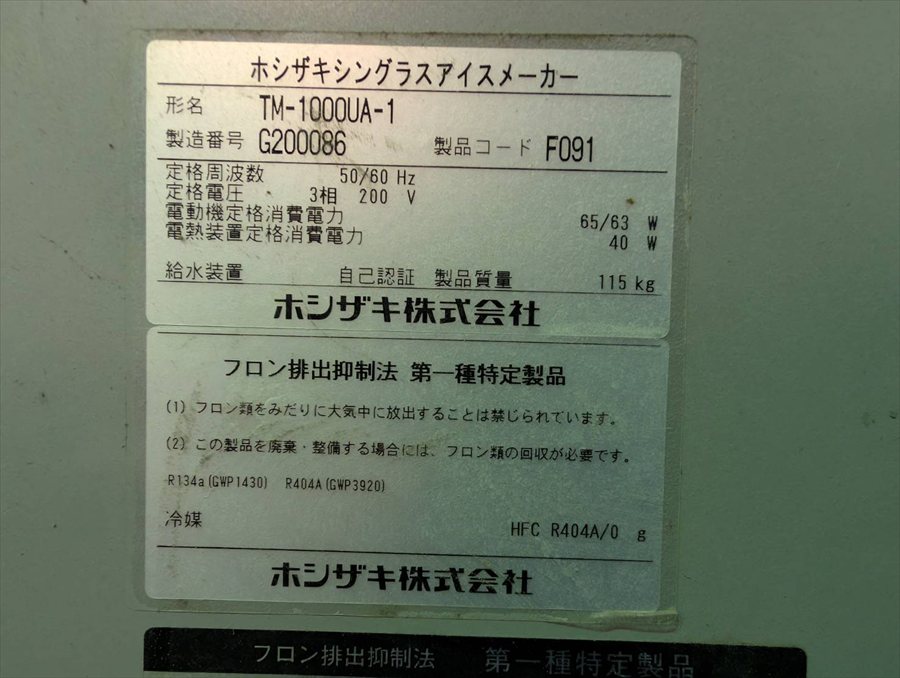 ホシザキシングラスアイスメーカー
形名 TM-1000UA-1
製造番号 G200086 製品コード F091
定格周波数 50/60 Hz
定格電圧 3相 200 V
電動機定格消費電力 65/63 W
電熱装置定格消費電力 40 W
給水装置 自己認証 製品質量 115 kg
ホシザキ株式会社
フロン排出抑制法 第一種特定製品
(1) フロン類をみだりに大気中に放出することは禁じられています。
(2) この製品を廃棄・整備する場合には、フロン類の回収が必要です。
R134a(GWP1430) R404A(GWP3920)
冷媒 HFC R404A/0 g
ホシザキ株式会社
フロン排出抑制法 第一種特定製品